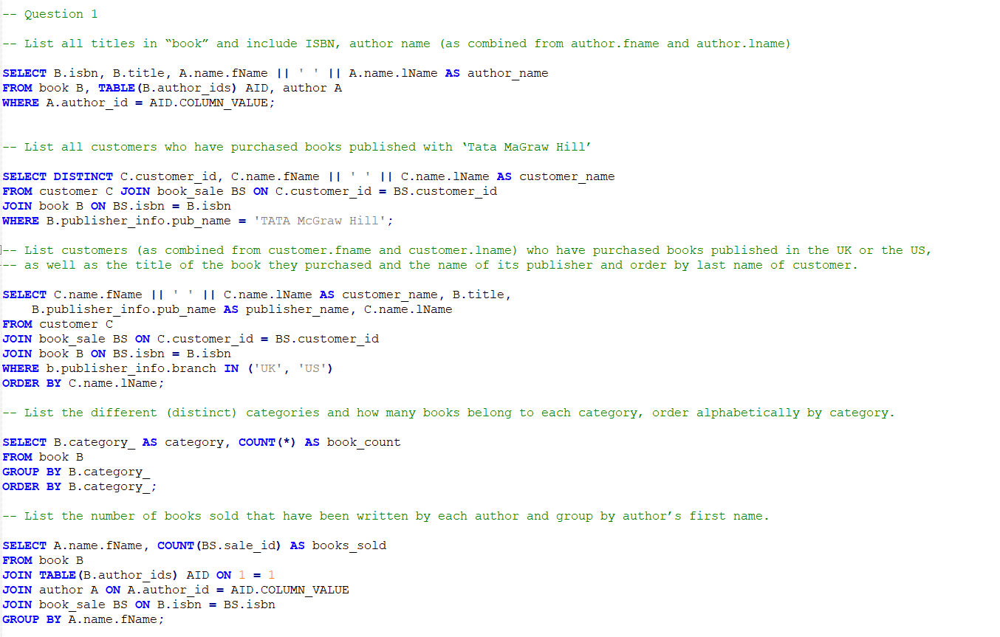 -- Question 1
-- List all titles in “book” and include ISBN, author name (as combined from author.fname and author.lname)
SELECT B.isbn, B.title, A.name.fName || ' ' || A.name.lName AS author_name
FROM book B, TABLE(B.author_ids) AID, author A
WHERE A.author_id = AID.COLUMN_VALUE;
-- List all customers who have purchased books published with ‘Tata MaGraw Hill’
SELECT DISTINCT C.customer_id, C.name.fName || ' ' || C.name.lName AS customer_name
FROM customer C JOIN book_sale BS ON C.customer_id = BS.customer_id
JOIN book B ON BS.isbn = B.isbn
WHERE B.publisher_info.pub_name = 'TATA McGraw Hill';
-- List customers (as combined from customer.fname and customer.lname) who have purchased books published in the UK or the US,
-- as well as the title of the book they purchased and the name of its publisher and order by last name of customer.
SELECT C.name.fName || ' ' || C.name.lName AS customer_name, B.title,
B.publisher_info.pub_name AS publisher_name, C.name.lName
FROM customer C
JOIN book_sale BS ON C.customer_id = BS.customer_id
JOIN book B ON BS.isbn = B.isbn
WHERE b.publisher_info.branch IN ('UK', 'US')
ORDER BY C.name.lName;
-- List the different (distinct) categories and how many books belong to each category, order alphabetically by category.
SELECT B.category_ AS category, COUNT(*) AS book_count
FROM book B
GROUP BY B.category_
ORDER BY B.category_;
-- List the number of books sold that have been written by each author and group by author’s first name.
SELECT A.name.fName, COUNT(BS.sale_id) AS books_sold
FROM book B
JOIN TABLE(B.author_ids) AID ON 1 = 1
JOIN author A ON A.author_id = AID.COLUMN_VALUE
JOIN book_sale BS ON B.isbn = BS.isbn
GROUP BY A.name.fName;